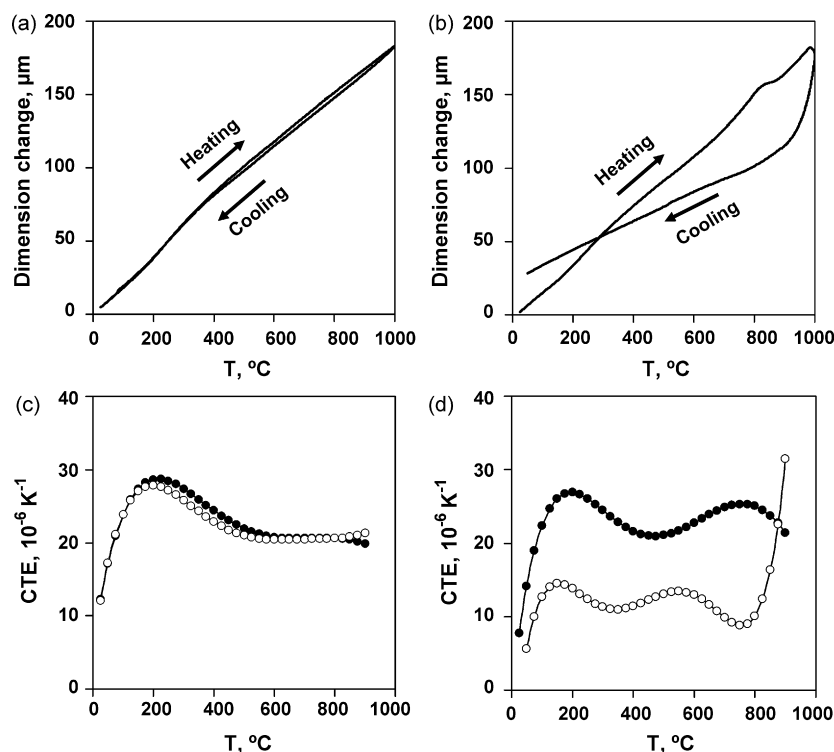 (a)
200
150
100
50
0
Dimension change, µm
Heating
Cooling
0 200 400 600 800 1000
T, ºC
(b)
200
150
100
50
0
Dimension change, µm
Heating
Cooling
0 200 400 600 800 1000
T, ºC
(c)
40
30
20
10
0
CTE, 10⁻⁶ K⁻¹
0 200 400 600 800 1000
T, ºC
(d)
40
30
20
10
0
CTE, 10⁻⁶ K⁻¹
0 200 400 600 800 1000
T, ºC